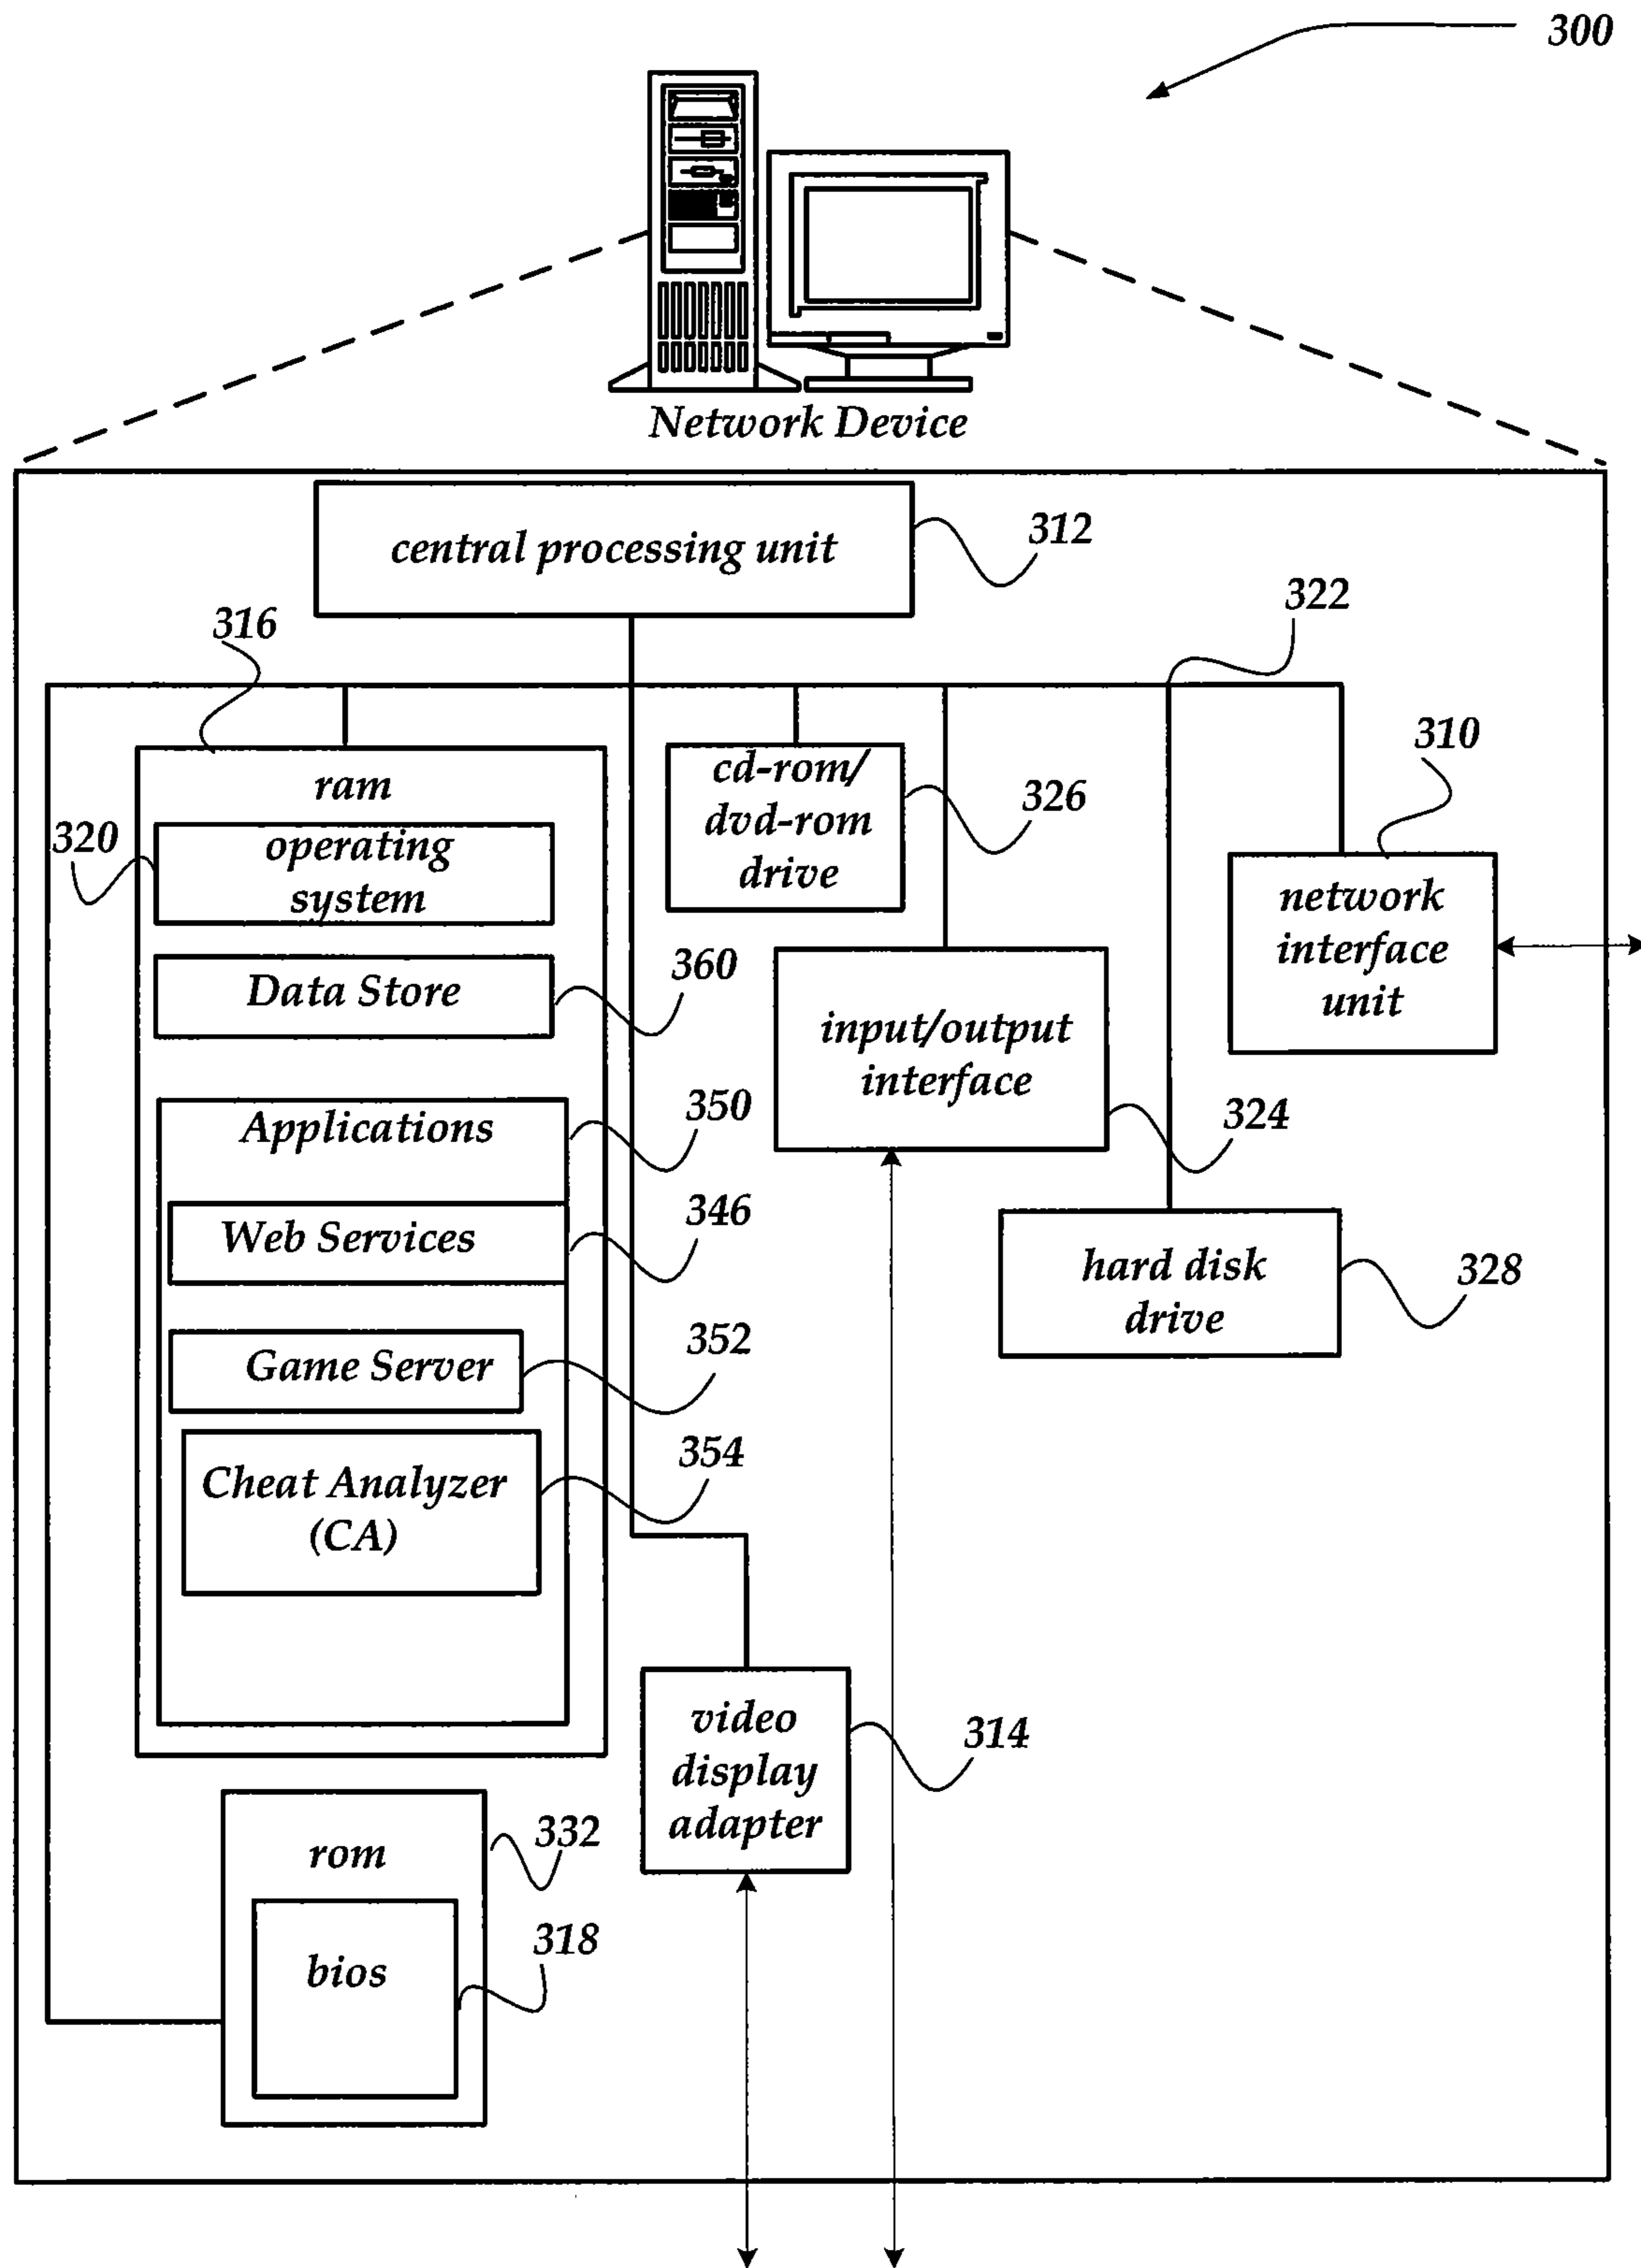 300
Network Device
central processing unit
312
322
316
ram
320
operating
system
Data Store
360
Applications
350
Web Services
346
Game Server
352
Cheat Analyzer
(CA)
354
cd-rom/
dvd-rom
drive
326
310
network
interface
unit
input/output
interface
324
hard disk
drive
328
video
display
adapter
314
rom
332
bios
318